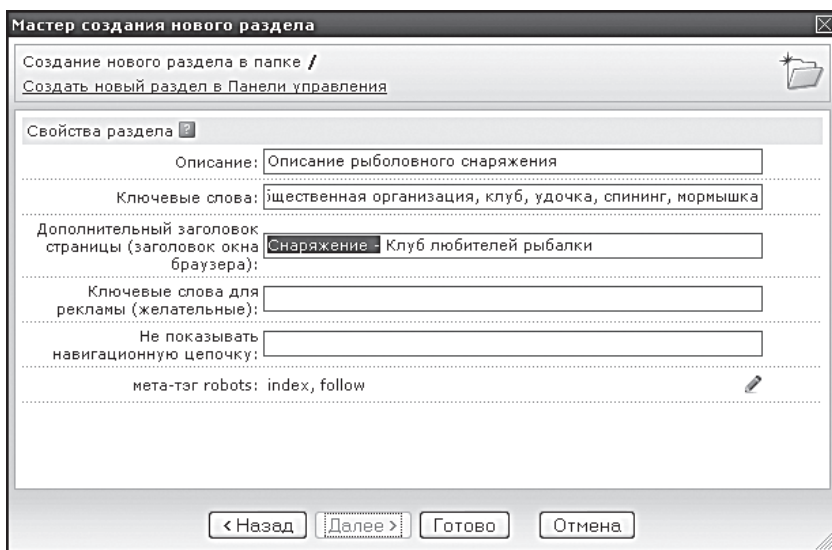 Мастер создания нового раздела
Создание нового раздела в папке /
Создать новый раздел в Панели управления
Свойства раздела ?
Описание: Описание рыболовного снаряжения
Ключевые слова: щественная организация, клуб, удочка, спининг, мормышка
Дополнительный заголовок
страницы (заголовок окна
браузера): Снаряжение - Клуб любителей рыбалки
Ключевые слова для
рекламы (желательные):
Не показывать
навигационную цепочку:
мета-тэг robots: index, follow
< Назад Далее > Готово Отмена